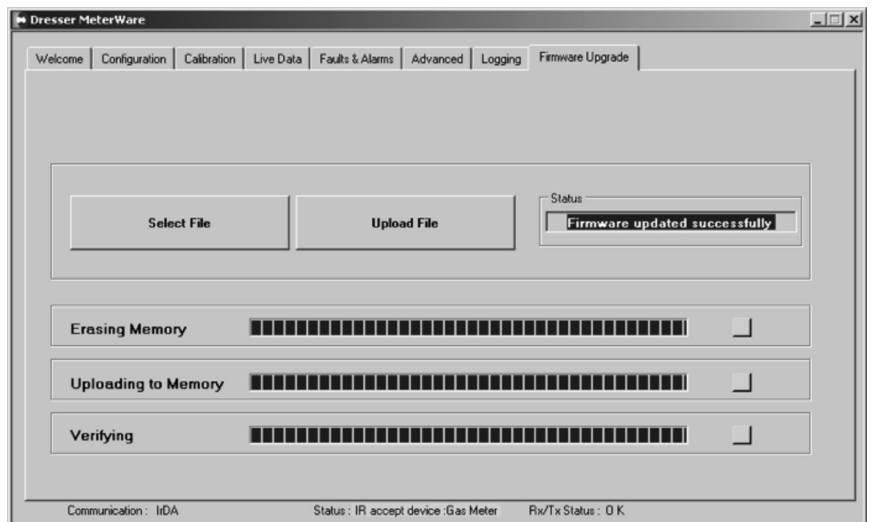 Dresser MeterWare
Welcome Configuration Calibration Live Data Faults & Alarms Advanced Logging Firmware Upgrade
Status
Select File Upload File Firmware updated successfully
Erasing Memory
Uploading to Memory
Verifying
Communication : IrDA Status : IR accept device :Gas Meter Rx/Tx Status : O K